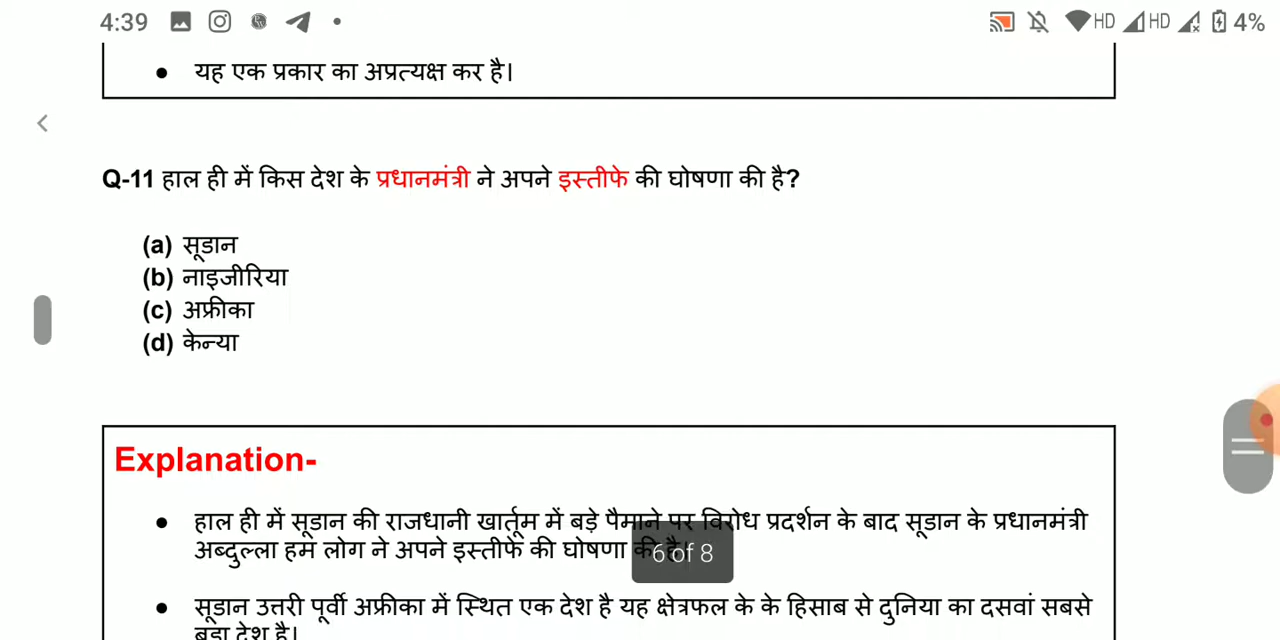 4:39 HD HD 4%
यह एक प्रकार का अप्रत्यक्ष कर है।
Q-11 हाल ही में किस देश के प्रधानमंत्री ने अपने इस्तीफे की घोषणा की है?
(a) सूडान
(b) नाइजीरिया
(c) अफ्रीका
(d) केन्या
Explanation-
हाल ही में सूडान की राजधानी खार्तूम में बड़े पैमाने पर विरोध प्रदर्शन के बाद सूडान के प्रधानमंत्री
अब्दुल्ला हम लोग ने अपने इस्तीफे की घोषणा की है।
6 of 8
सूडान उत्तरी पूर्वी अफ्रीका में स्थित एक देश है यह क्षेत्रफल के के हिसाब से दुनिया का दसवां सबसे
बड़ा देश है।